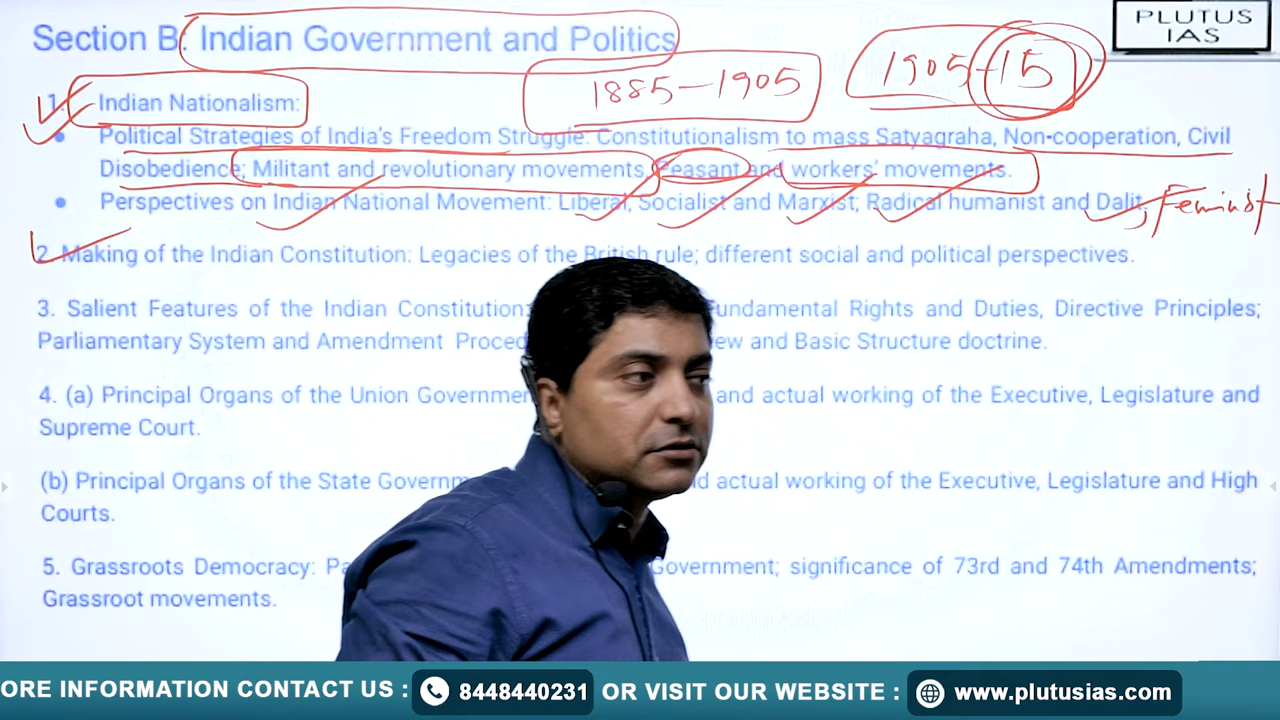 Section B: Indian Government and Politics
PLUTUS
IAS
1885-1905
1905-15
1. Indian Nationalism:
• Political Strategies of India's Freedom Struggle: Constitutionalism to mass Satyagraha, Non-cooperation, Civil
Disobedience; Militant and revolutionary movements, Peasant and workers' movements.
• Perspectives on Indian National Movement: Liberal, Socialist and Marxist; Radical humanist and Dalit, Feminist
2. Making of the Indian Constitution: Legacies of the British rule; different social and political perspectives.
3. Salient Features of the Indian Constitution: undamental Rights and Duties, Directive Principles;
Parliamentary System and Amendment Proced ew and Basic Structure doctrine.
4. (a) Principal Organs of the Union Governmen and actual working of the Executive, Legislature and
Supreme Court.
(b) Principal Organs of the State Governm d actual working of the Executive, Legislature and High
Courts.
5. Grassroots Democracy: Pa Government; significance of 73rd and 74th Amendments;
Grassroot movements.
ORE INFORMATION CONTACT US : 8448440231 OR VISIT OUR WEBSITE : www.plutusias.com